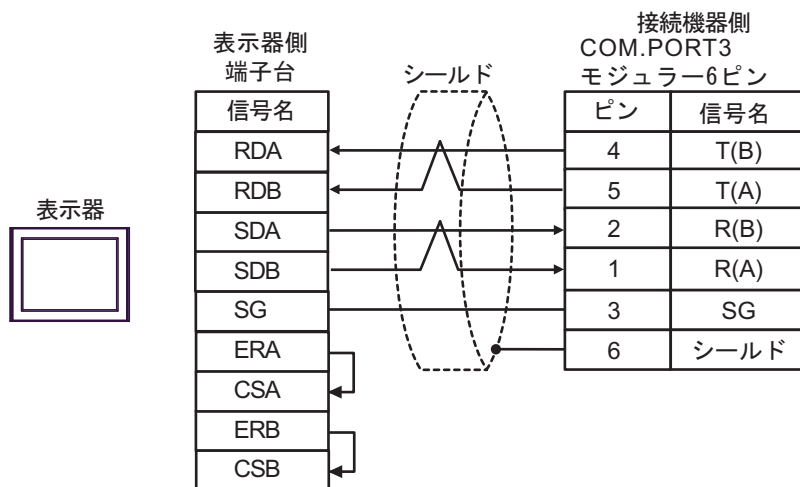 接続機器側
COM.PORT3
モジュラー6ピン
表示器側
端子台
シールド
信号名
ピン 信号名
RDA 4 T(B)
RDB 5 T(A)
表示器
SDA 2 R(B)
SDB 1 R(A)
SG 3 SG
ERA 6 シールド
CSA
ERB
CSB